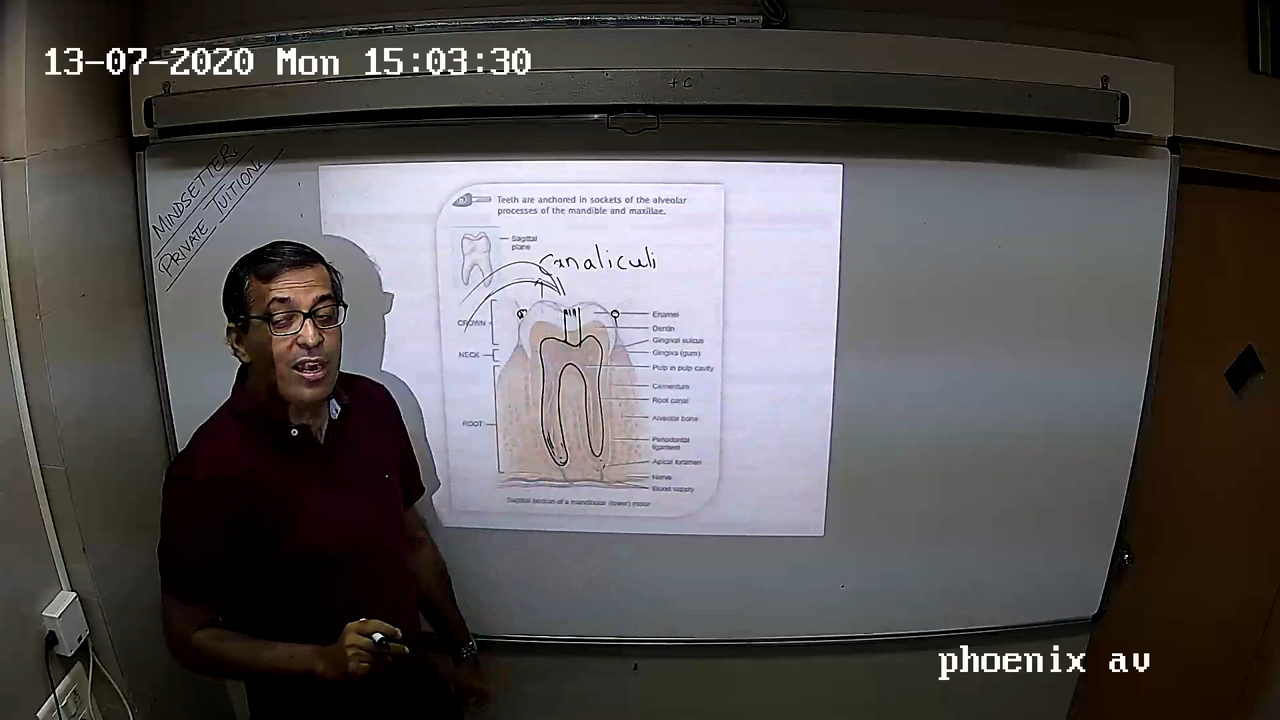 13-07-2020 Mon 15:03:30
MINDSETTER
PRIVATE TUITIONS
Teeth are anchored in sockets of the alveolar
processes of the mandible and maxillae.
Sagittal
plane
Canaliculi
CROWN
NECK
ROOT
Enamel
Dentin
Gingival sulcus
Gingiva (gum)
Pulp in pulp cavity
Cementum
Root canal
Alveolar bone
Periodontal
ligament
Apical foramen
Nerve
Blood supply
Sagittal section of a mandibular (lower) molar
phoenix av